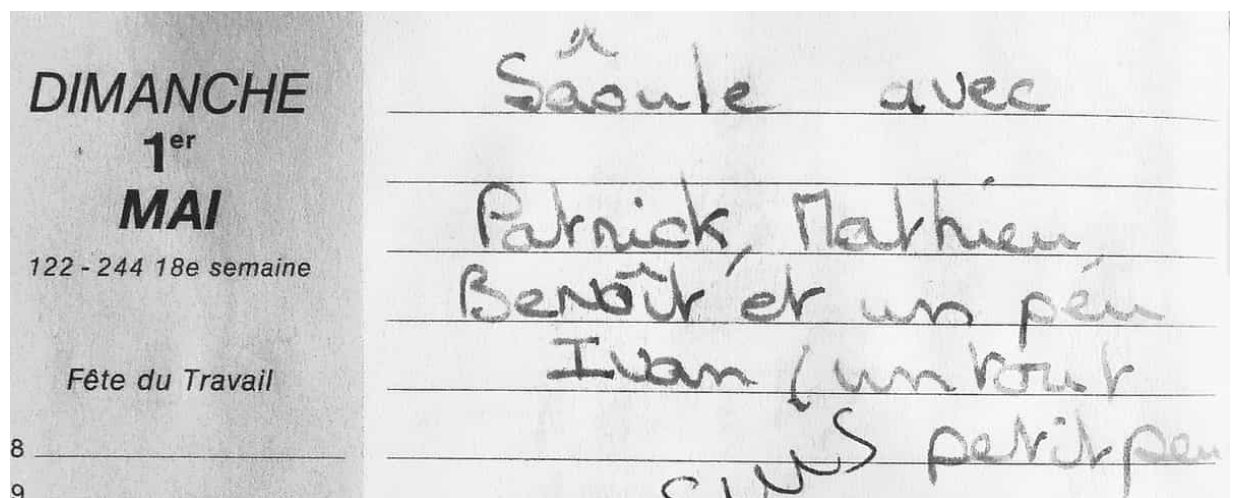 DIMANCHE
1er
MAI
122 - 244 18e semaine
Fête du Travail
8
9
Sâoule avec
Patrick, Mathieu,
Benoît et un peu
Ivan (un tout
petit peu